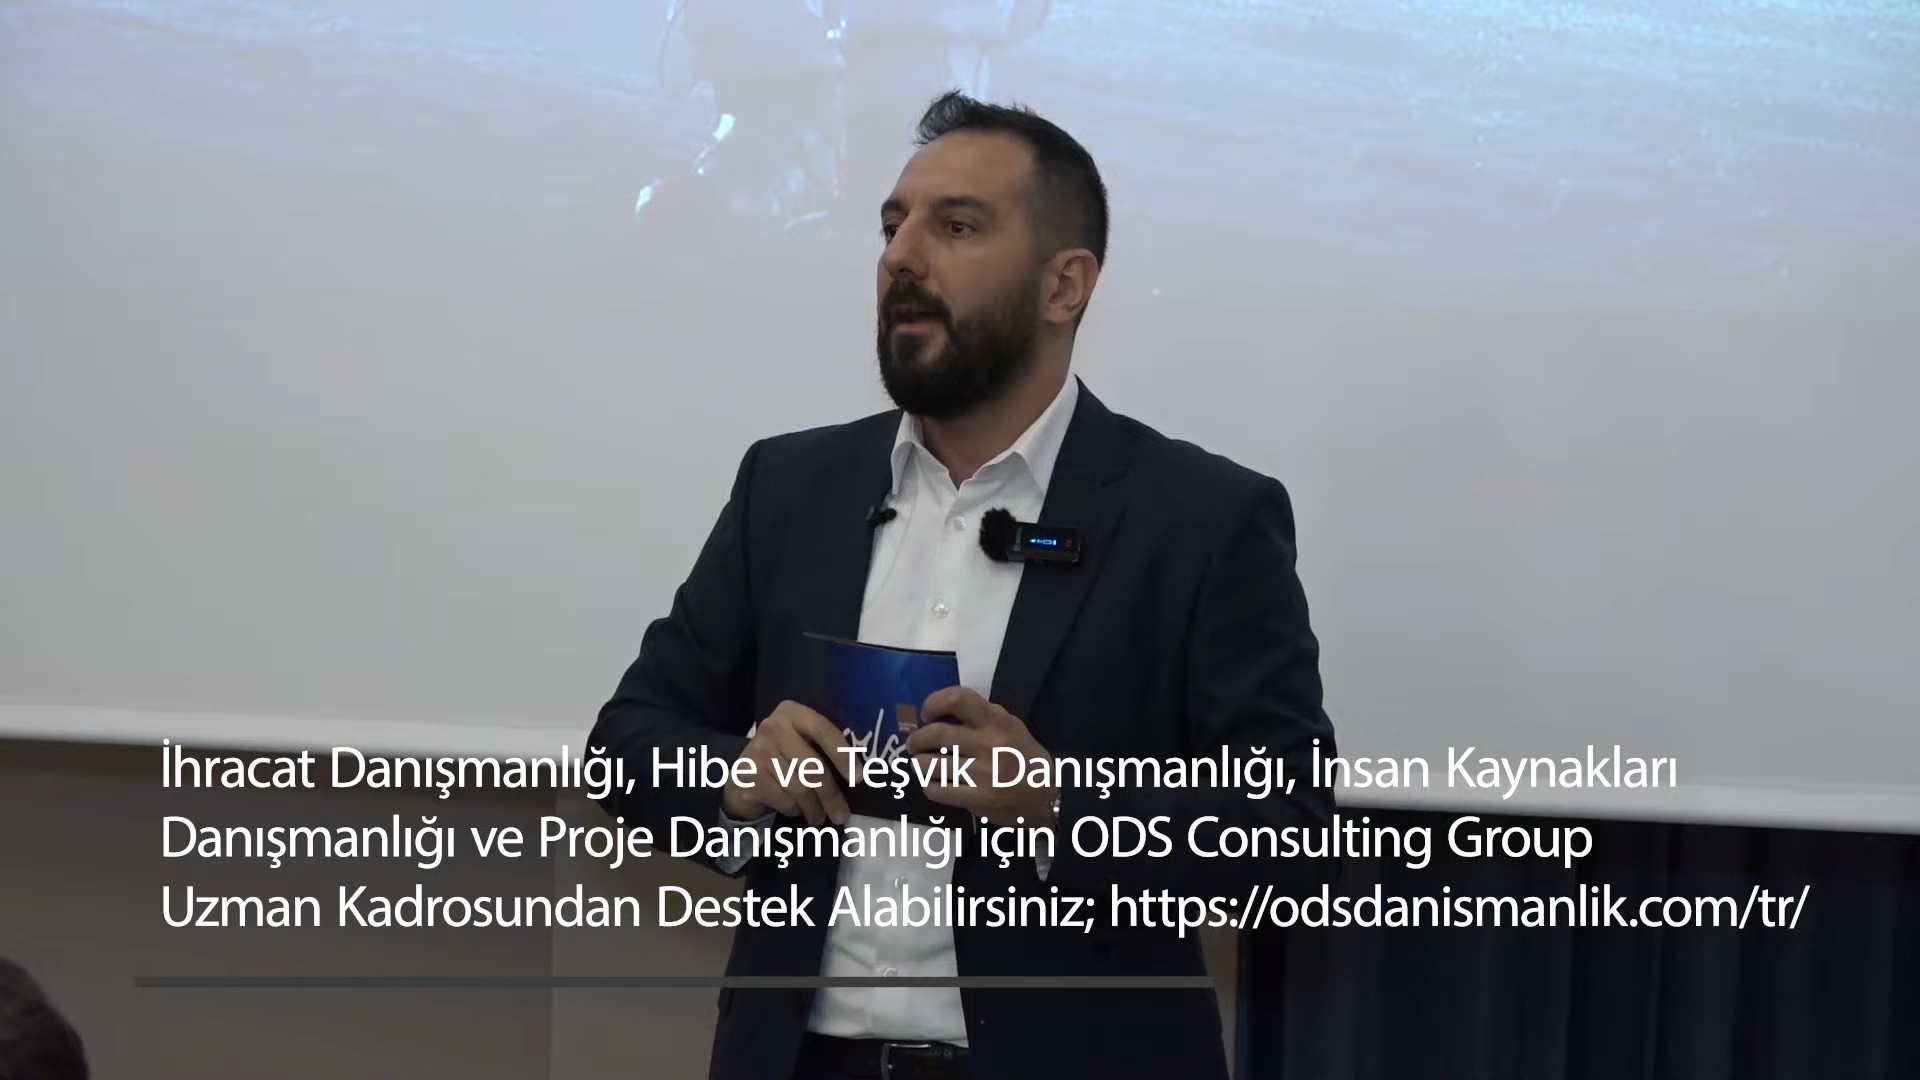 ods
İhracat Danışmanlığı, Hibe ve Teşvik Danışmanlığı, İnsan Kaynakları
Danışmanlığı ve Proje Danışmanlığı için ODS Consulting Group
Uzman Kadrosundan Destek Alabilirsiniz; https://odsdanismanlik.com/tr/